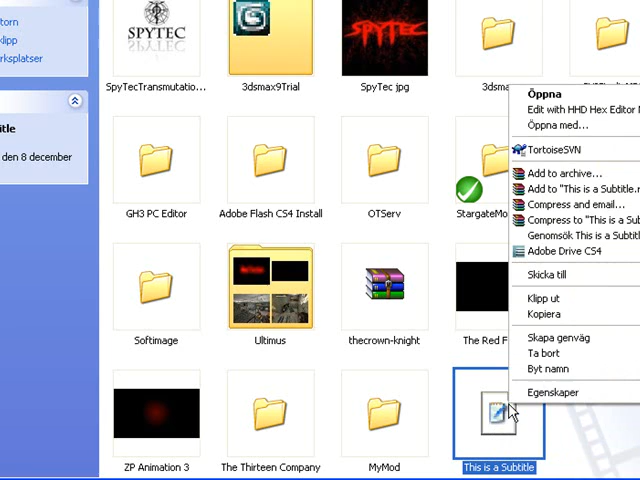 torn
klipp
rksplatser
itle
den 8 december
SPYTEC
SPYTEC
SpyTecTransmutatio...
3dsmax9Trial
SpyTec jpg
3dsma
GH3 PC Editor
Adobe Flash CS4 Install
OTServ
StargateMo
Softimage
Ultimus
thecrown-knight
The Red F
ZP Animation 3
The Thirteen Company
MyMod
This is a Subtitle
Öppna
Edit with HHD Hex Editor
Öppna med...
TortoiseSVN
Add to archive...
Add to "This is a Subtitle.r
Compress and email...
Compress to "This is a Sub
Genomsök This is a Subtitl
Adobe Drive CS4
Skicka till
Klipp ut
Kopiera
Skapa genväg
Ta bort
Byt namn
Egenskaper